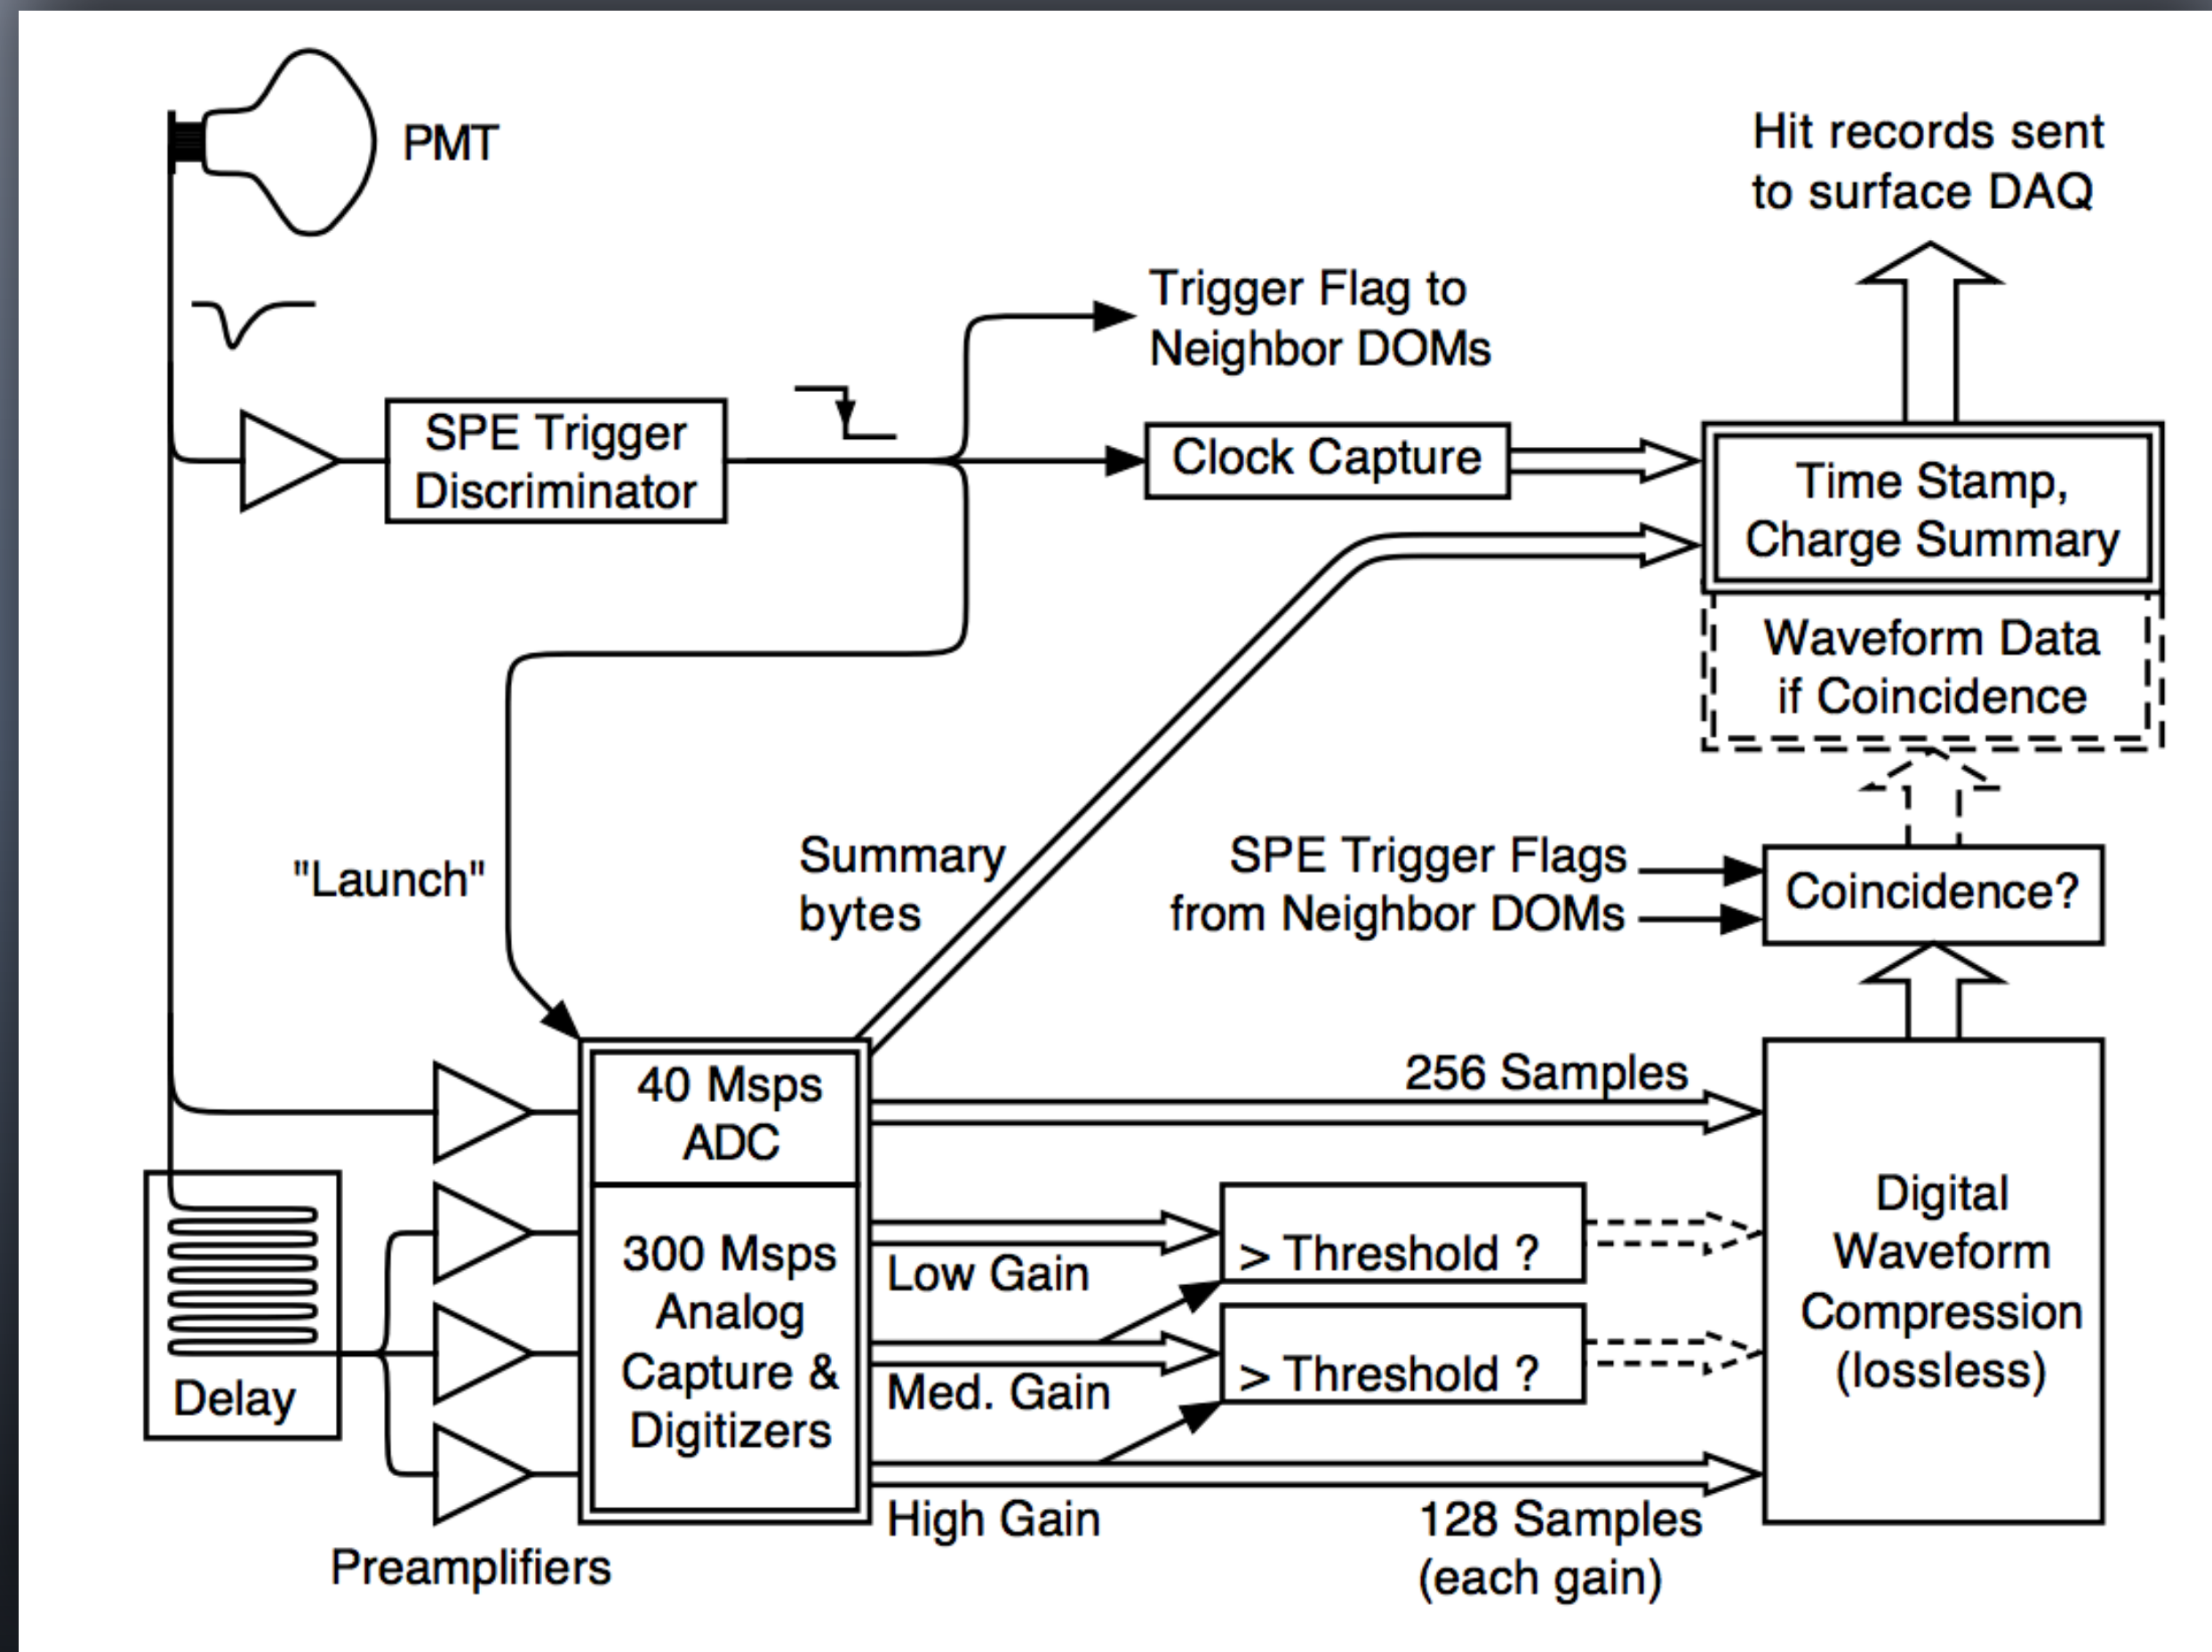 PMT
Hit records sent
to surface DAQ
Trigger Flag to
Neighbor DOMs
SPE Trigger
Discriminator
Clock Capture
Time Stamp,
Charge Summary
Waveform Data
if Coincidence
"Launch"
Summary
bytes
SPE Trigger Flags
from Neighbor DOMs
Coincidence?
40 Msps
ADC
256 Samples
300 Msps
Analog
Capture &
Digitizers
Low Gain
> Threshold ?
Med. Gain
> Threshold ?
High Gain
128 Samples
(each gain)
Digital
Waveform
Compression
(lossless)
Delay
Preamplifiers